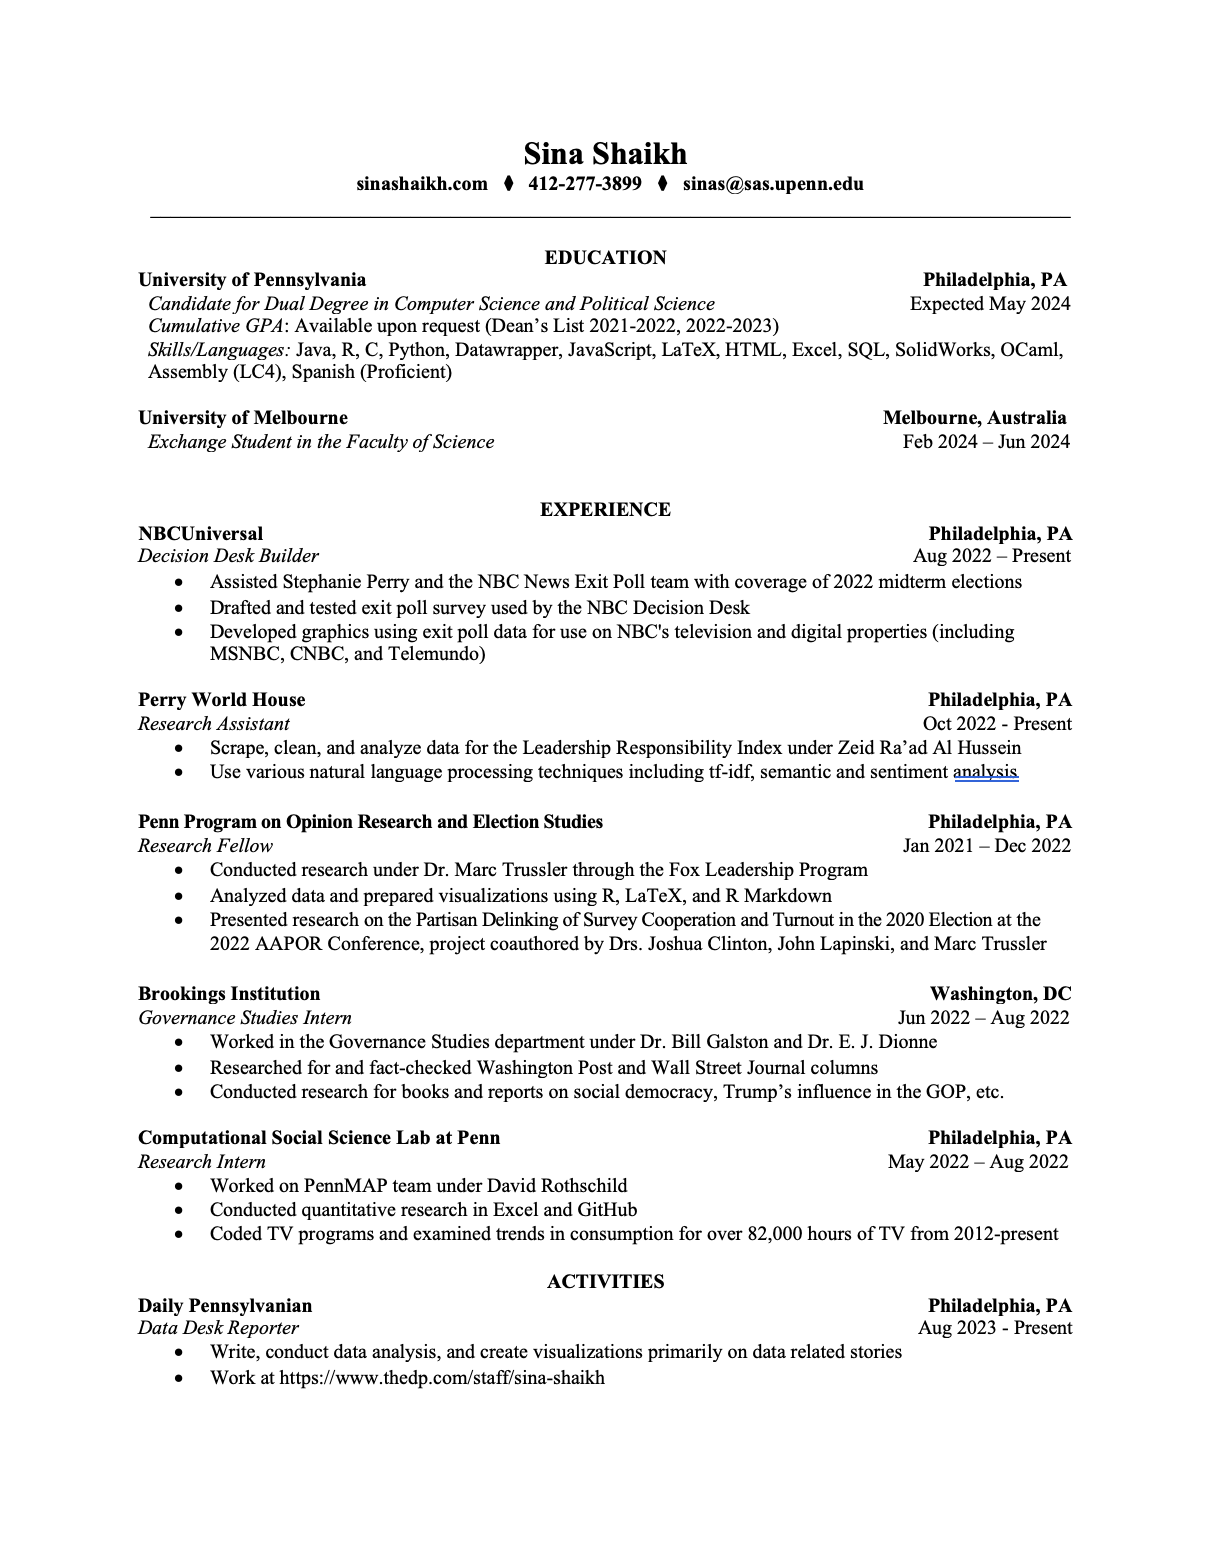 Sina Shaikh
sinashaikh.com ♦ 412-277-3899 ♦ sinas@sas.upenn.edu
EDUCATION
University of Pennsylvania Philadelphia, PA
Candidate for Dual Degree in Computer Science and Political Science Expected May 2024
Cumulative GPA: Available upon request (Dean’s List 2021-2022, 2022-2023)
Skills/Languages: Java, R, C, Python, Datawrapper, JavaScript, LaTeX, HTML, Excel, SQL, SolidWorks, OCaml,
Assembly (LC4), Spanish (Proficient)
University of Melbourne Melbourne, Australia
Exchange Student in the Faculty of Science Feb 2024 – Jun 2024
EXPERIENCE
NBCUniversal Philadelphia, PA
Decision Desk Builder Aug 2022 – Present
• Assisted Stephanie Perry and the NBC News Exit Poll team with coverage of 2022 midterm elections
• Drafted and tested exit poll survey used by the NBC Decision Desk
• Developed graphics using exit poll data for use on NBC's television and digital properties (including
MSNBC, CNBC, and Telemundo)
Perry World House Philadelphia, PA
Research Assistant Oct 2022 - Present
• Scrape, clean, and analyze data for the Leadership Responsibility Index under Zeid Ra’ad Al Hussein
• Use various natural language processing techniques including tf-idf, semantic and sentiment analysis
Penn Program on Opinion Research and Election Studies Philadelphia, PA
Research Fellow Jan 2021 – Dec 2022
• Conducted research under Dr. Marc Trussler through the Fox Leadership Program
• Analyzed data and prepared visualizations using R, LaTeX, and R Markdown
• Presented research on the Partisan Delinking of Survey Cooperation and Turnout in the 2020 Election at the
2022 AAPOR Conference, project coauthored by Drs. Joshua Clinton, John Lapinski, and Marc Trussler
Brookings Institution Washington, DC
Governance Studies Intern Jun 2022 – Aug 2022
• Worked in the Governance Studies department under Dr. Bill Galston and Dr. E. J. Dionne
• Researched for and fact-checked Washington Post and Wall Street Journal columns
• Conducted research for books and reports on social democracy, Trump’s influence in the GOP, etc.
Computational Social Science Lab at Penn Philadelphia, PA
Research Intern May 2022 – Aug 2022
• Worked on PennMAP team under David Rothschild
• Conducted quantitative research in Excel and GitHub
• Coded TV programs and examined trends in consumption for over 82,000 hours of TV from 2012-present
ACTIVITIES
Daily Pennsylvanian Philadelphia, PA
Data Desk Reporter Aug 2023 - Present
• Write, conduct data analysis, and create visualizations primarily on data related stories
• Work at https://www.thedp.com/staff/sina-shaikh